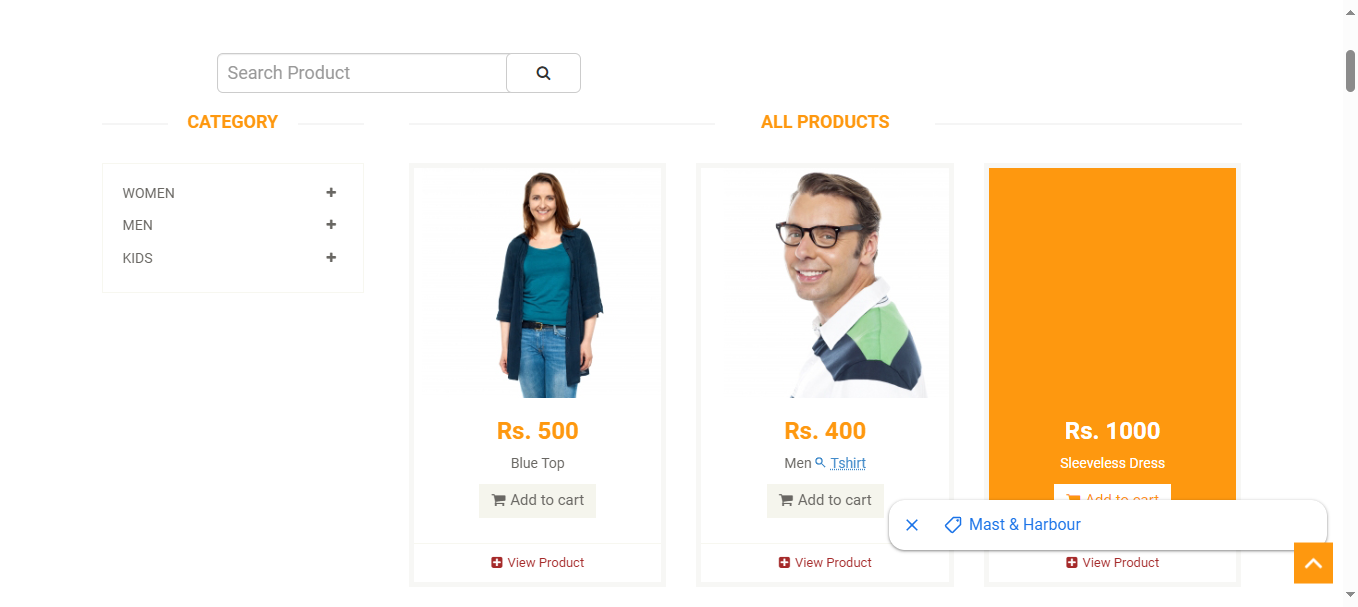 Search Product
CATEGORY
ALL PRODUCTS
WOMEN
MEN
KIDS
Rs. 500
Blue Top
Add to cart
View Product
Rs. 400
Men Tshirt
Add to cart
View Product
Rs. 1000
Sleeveless Dress
Add to cart
Mast & Harbour
View Product